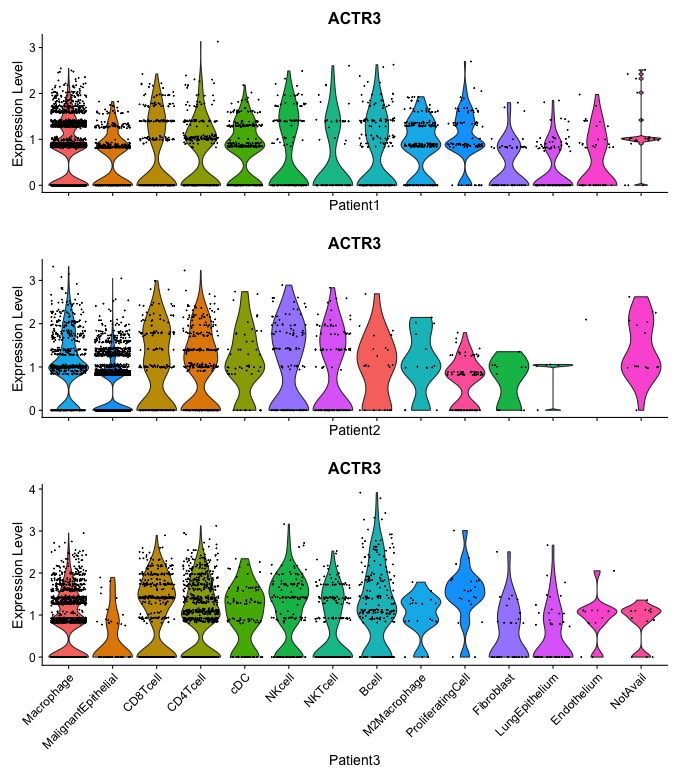 ACTR3
Expression Level
3
2
1
0
Patient1
ACTR3
Expression Level
3
2
1
0
Patient2
ACTR3
Expression Level
4
3
2
1
0
Macrophage
MalignantEpithelial
CD8Tcell
CD4Tcell
cDC
NKcell
NKTcell
Bcell
M2Macrophage
ProliferatingCell
Fibroblast
LungEpithelium
Endothelium
NotAvail
Patient3